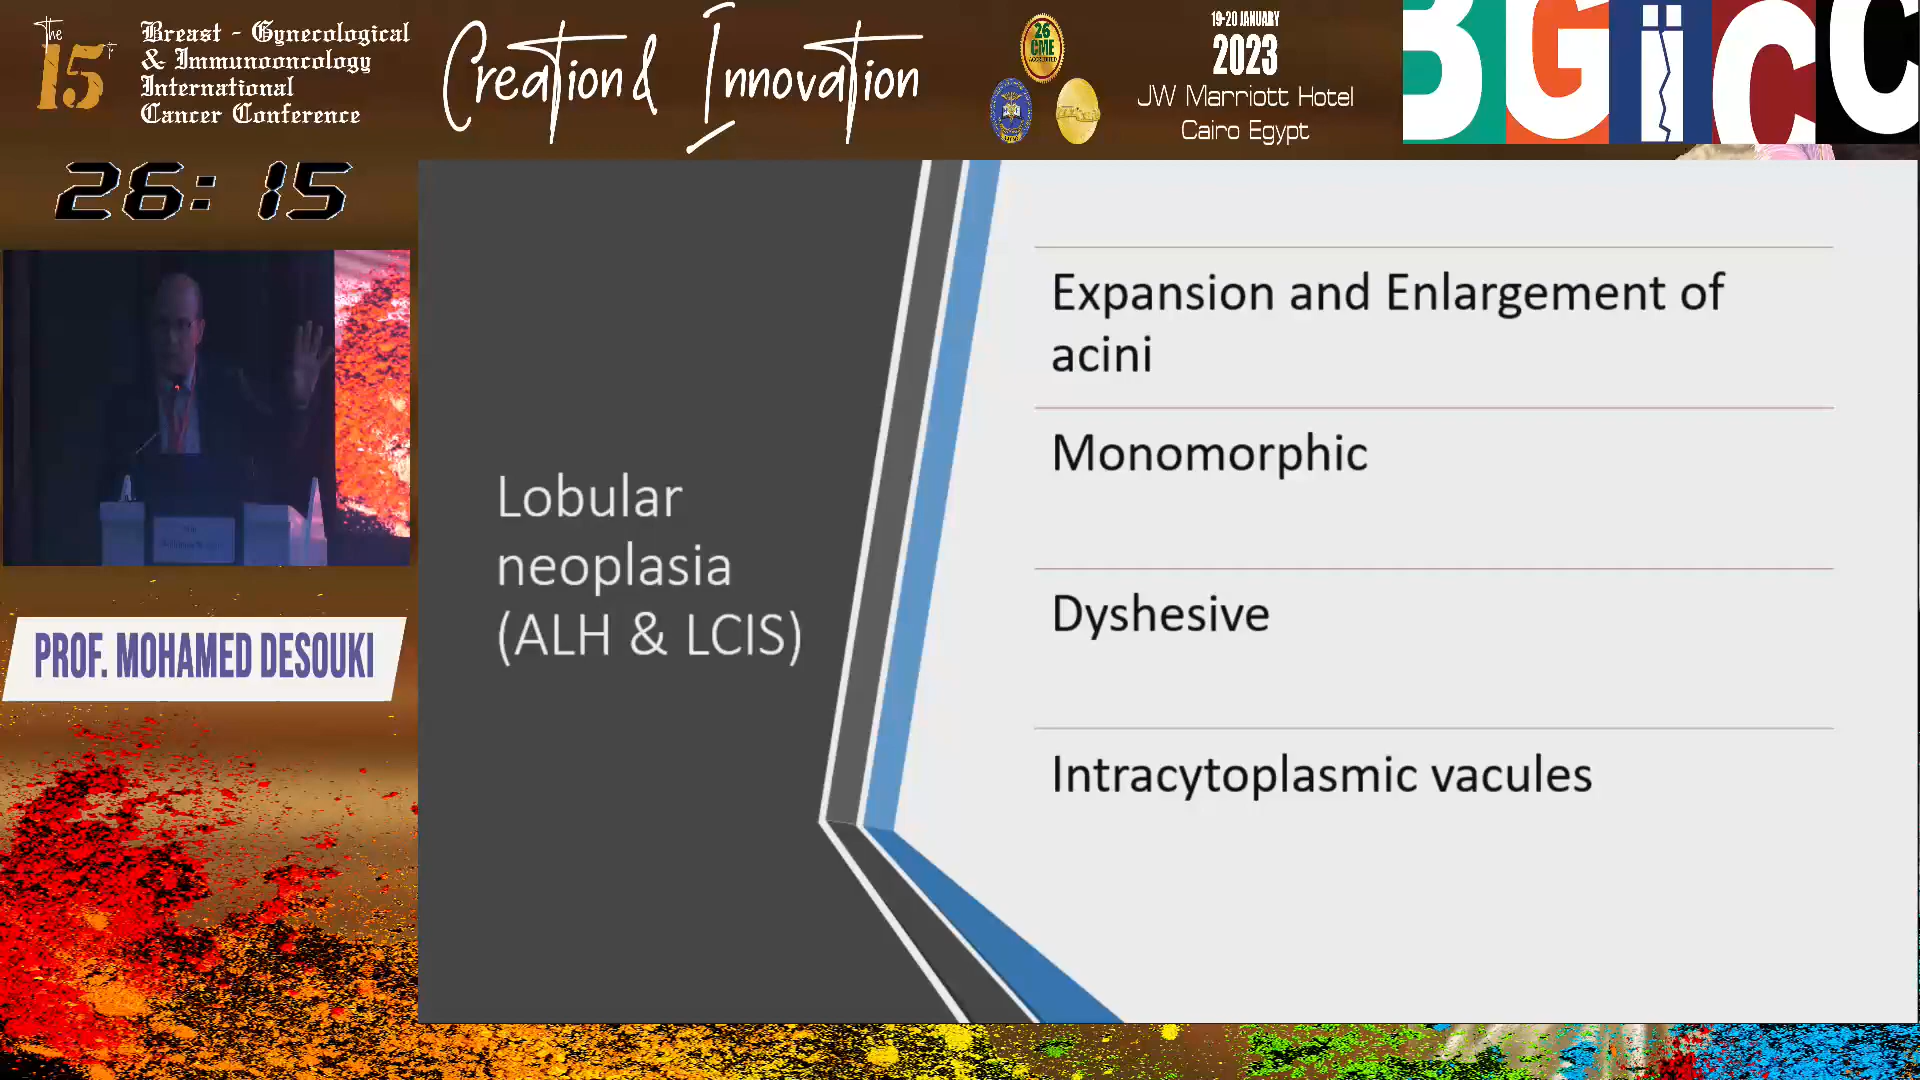 The
15th
Breast - Gynecological
& Immunooncology
International
Cancer Conference
Creation & Innovation
26
CME
ACCREDITED
19-20 JANUARY
2023
JW Marriott Hotel
Cairo Egypt
BGiCC
26: 15
PROF. MOHAMED DESOUKI
Lobular
neoplasia
(ALH & LCIS)
Expansion and Enlargement of
acini
Monomorphic
Dyshesive
Intracytoplasmic vacules